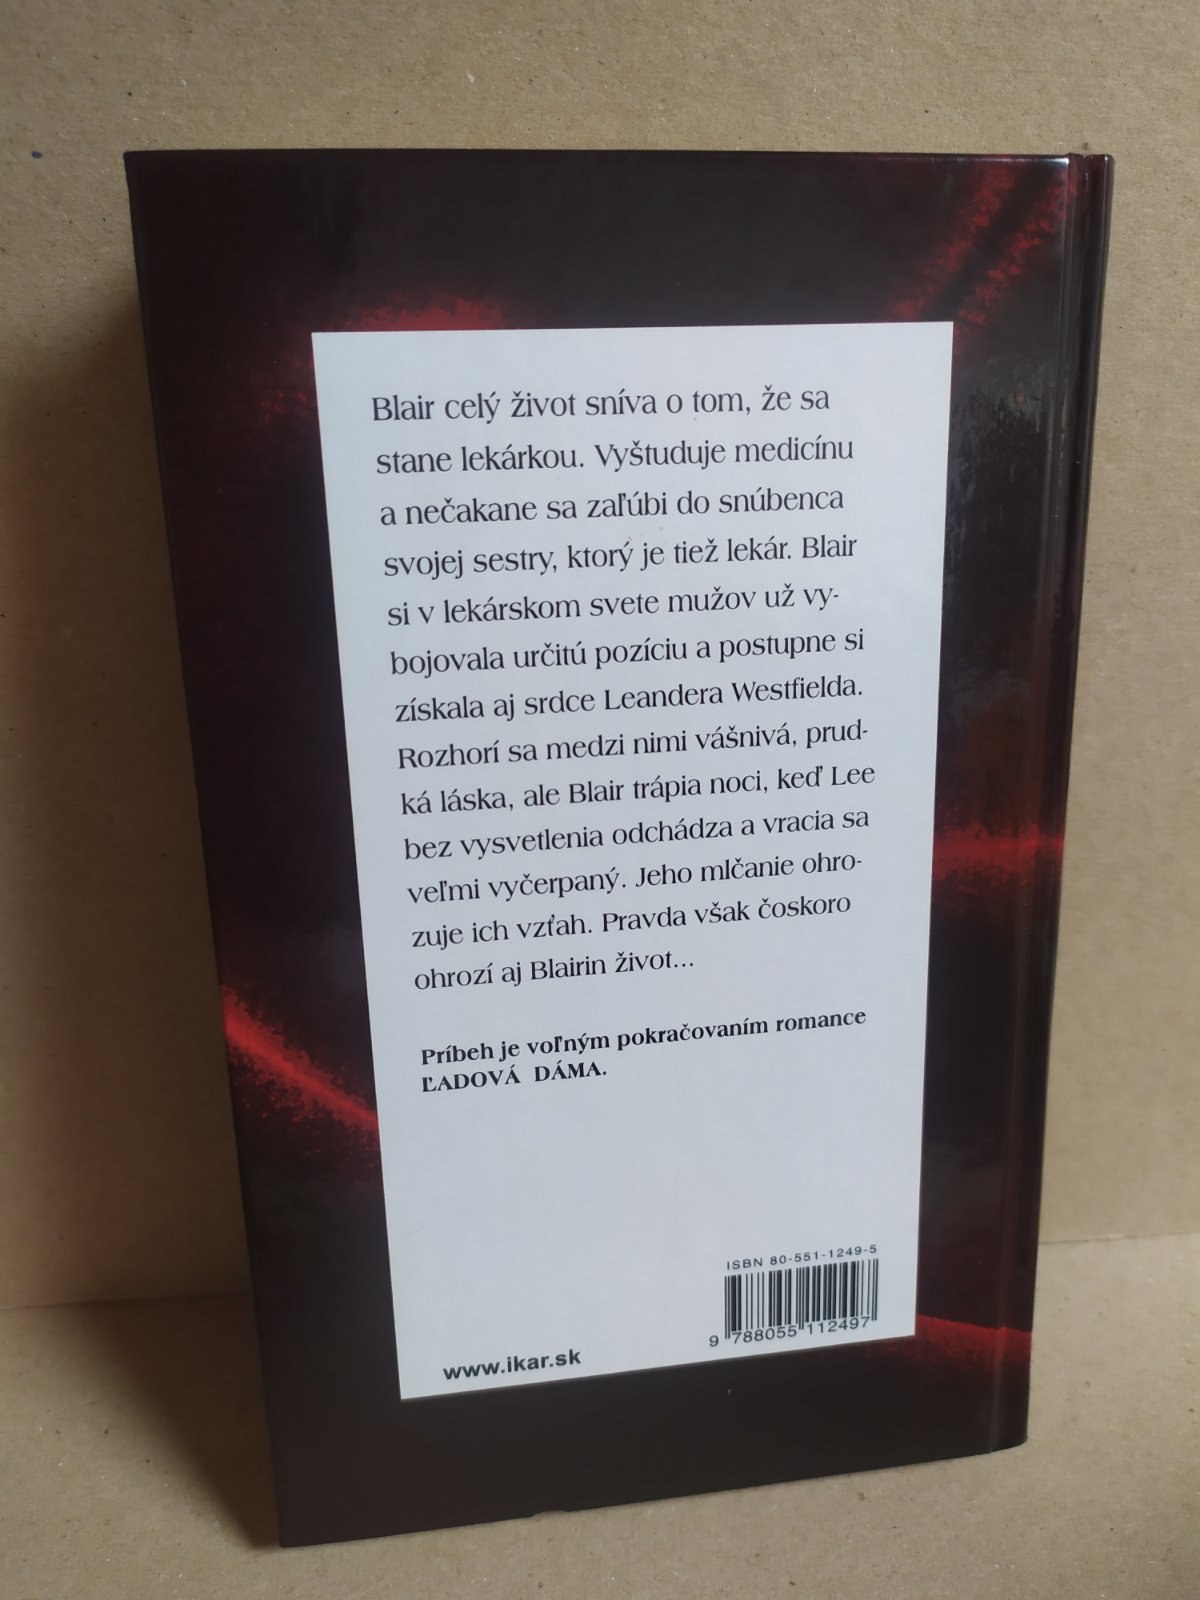 Blair celý život sníva o tom, že sa
stane lekárkou. Vyštuduje medicínu
a nečakane sa zaľúbi do snúbenca
svojej sestry, ktorý je tiež lekár. Blair
si v lekárskom svete mužov už vy-
bojovala určitú pozíciu a postupne si
získala aj srdce Leandera Westfielda.
Rozhorí sa medzi nimi vášnivá, prud-
ká láska, ale Blair trápia noci, keď Lee
bez vysvetlenia odchádza a vracia sa
veľmi vyčerpaný. Jeho mlčanie ohro-
zuje ich vzťah. Pravda však čoskoro
ohrozí aj Blairin život...
Príbeh je voľným pokračovaním romance
ĽADOVÁ DÁMA.
ISBN 80-551-1249-5
9 788055 112497
www.ikar.sk